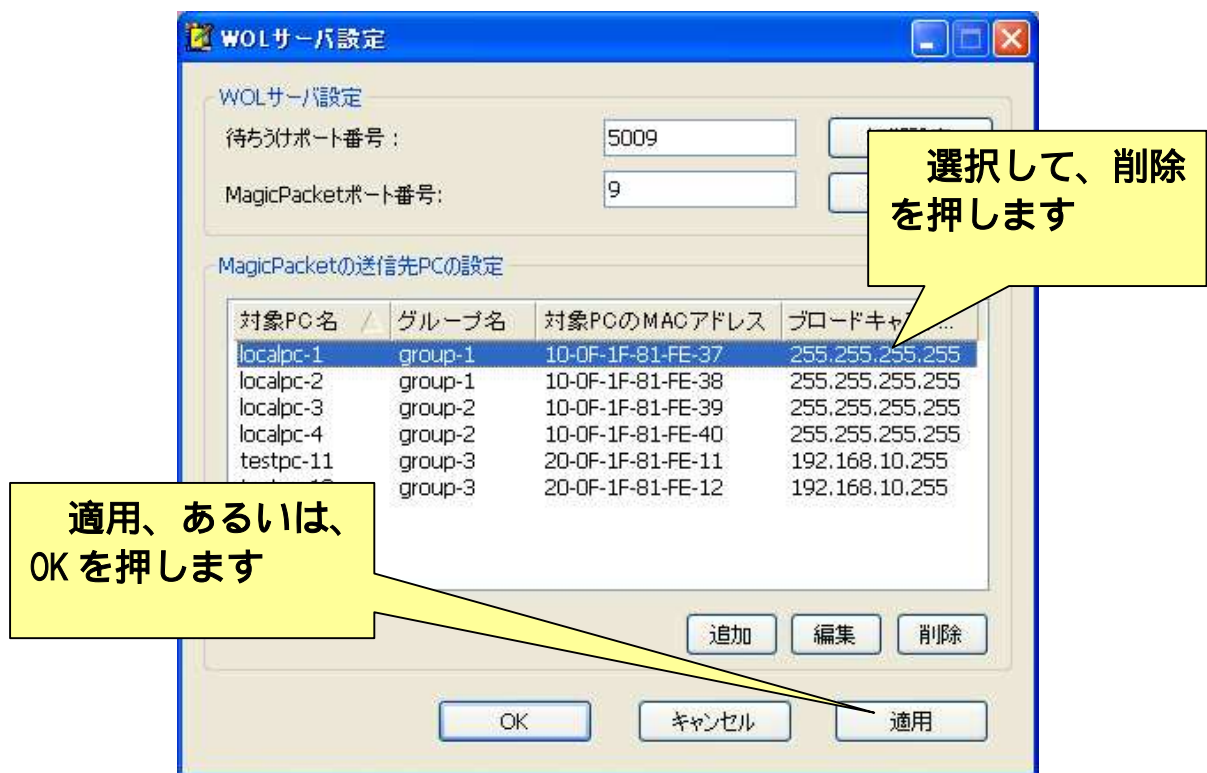 WOLサーバ設定
WOLサーバ設定
待ちうけポート番号：
5009
MagicPacketポート番号:
9
選択して、削除
を押します
MagicPacketの送信先PCの設定
対象PC名 グループ名 対象PCのMACアドレス ブロードキャ
localpc-1 group-1 10-0F-1F-81-FE-37 255.255.255.255
localpc-2 group-1 10-0F-1F-81-FE-38 255.255.255.255
localpc-3 group-2 10-0F-1F-81-FE-39 255.255.255.255
localpc-4 group-2 10-0F-1F-81-FE-40 255.255.255.255
testpc-11 group-3 20-0F-1F-81-FE-11 192.168.10.255
group-3 20-0F-1F-81-FE-12 192.168.10.255
適用、あるいは、
OKを押します
追加 編集 削除
OK キャンセル 適用